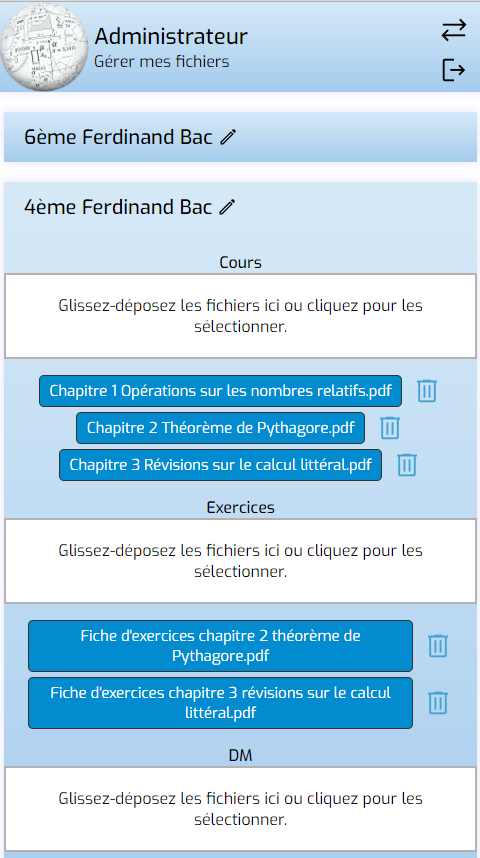 Administrateur
Gérer mes fichiers
6ème Ferdinand Bac
4ème Ferdinand Bac
Cours
Glissez-déposez les fichiers ici ou cliquez pour les
sélectionner.
Chapitre 1 Opérations sur les nombres relatifs.pdf
Chapitre 2 Théorème de Pythagore.pdf
Chapitre 3 Révisions sur le calcul littéral.pdf
Exercices
Glissez-déposez les fichiers ici ou cliquez pour les
sélectionner.
Fiche d'exercices chapitre 2 théorème de
Pythagore.pdf
Fiche d'exercices chapitre 3 révisions sur le calcul
littéral.pdf
DM
Glissez-déposez les fichiers ici ou cliquez pour les
sélectionner.